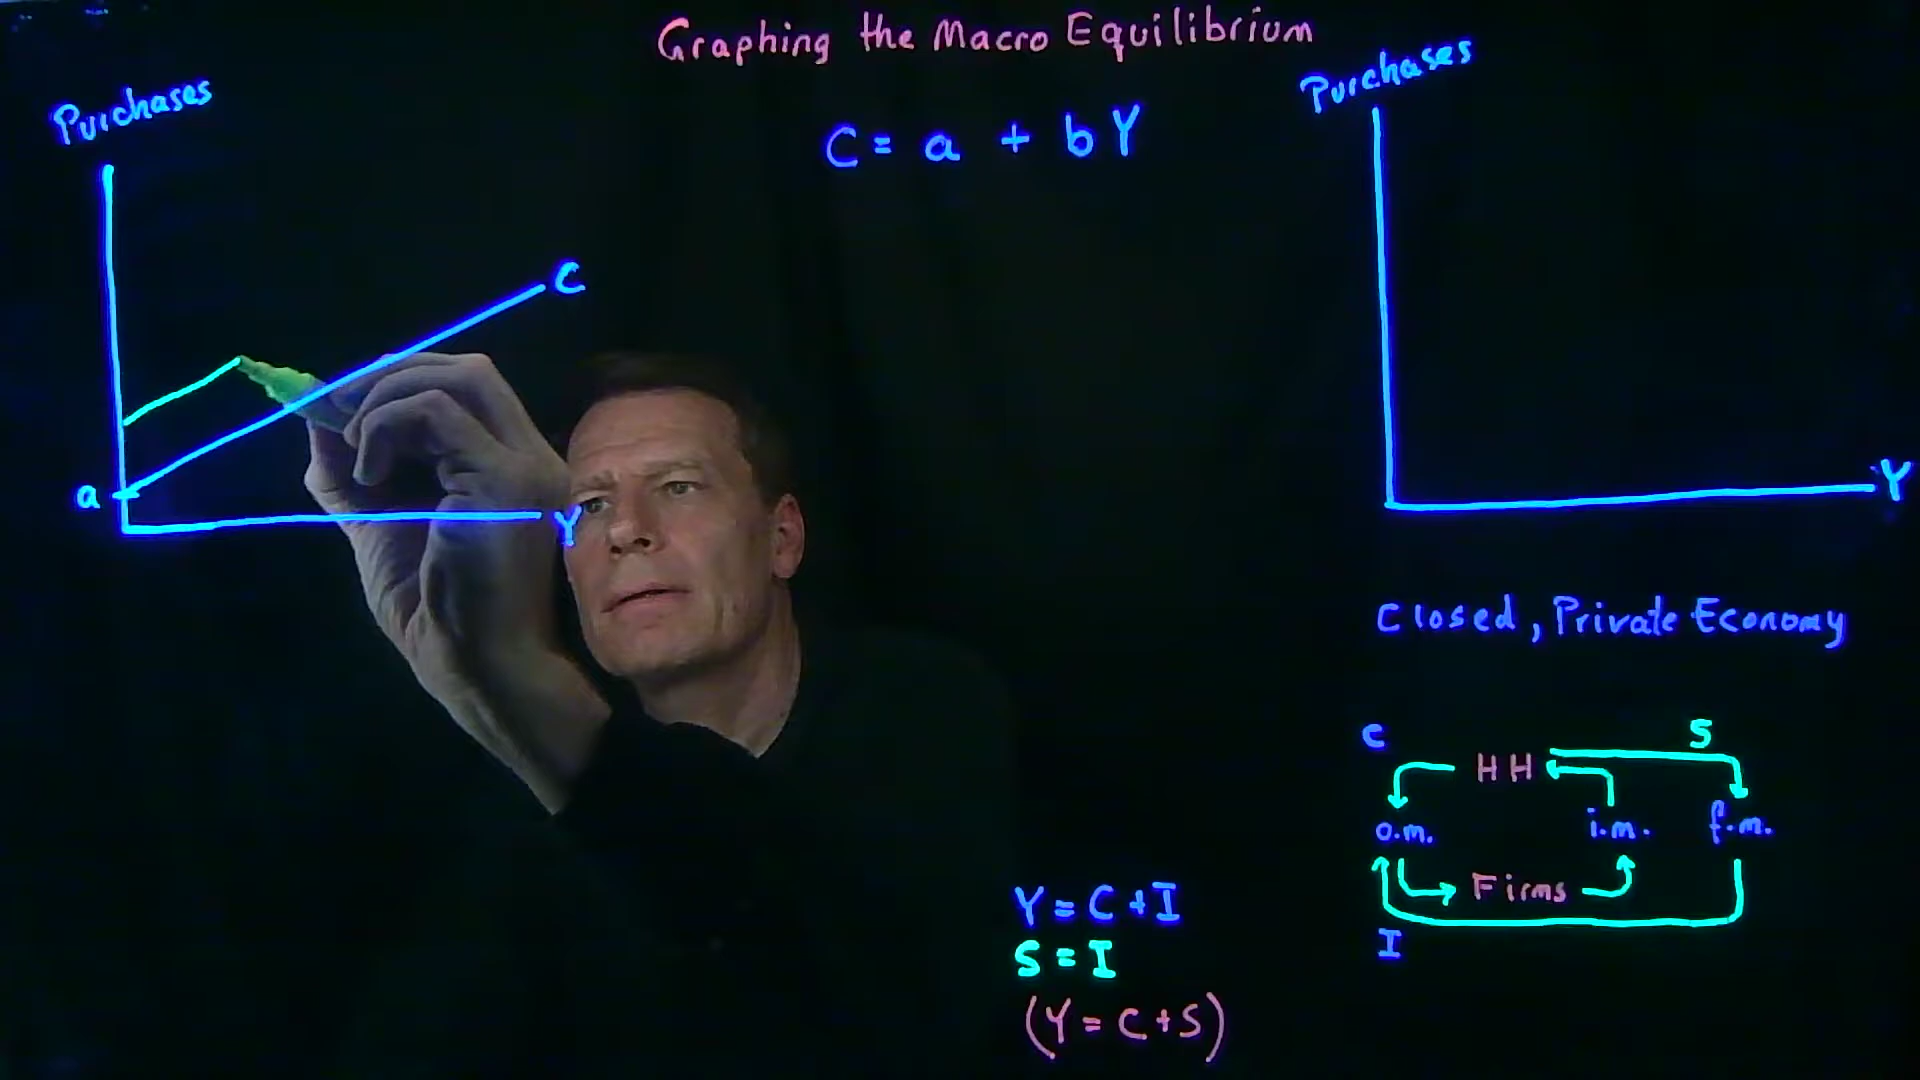 Graphing the Macro Equilibrium
Purchases
C = a + bY
Purchases
C
a
Y
Y
Closed, Private Economy
C
S
HH
o.m.
i.m.
f.m.
Firms
I
Y = C + I
S = I
(Y = C + S)